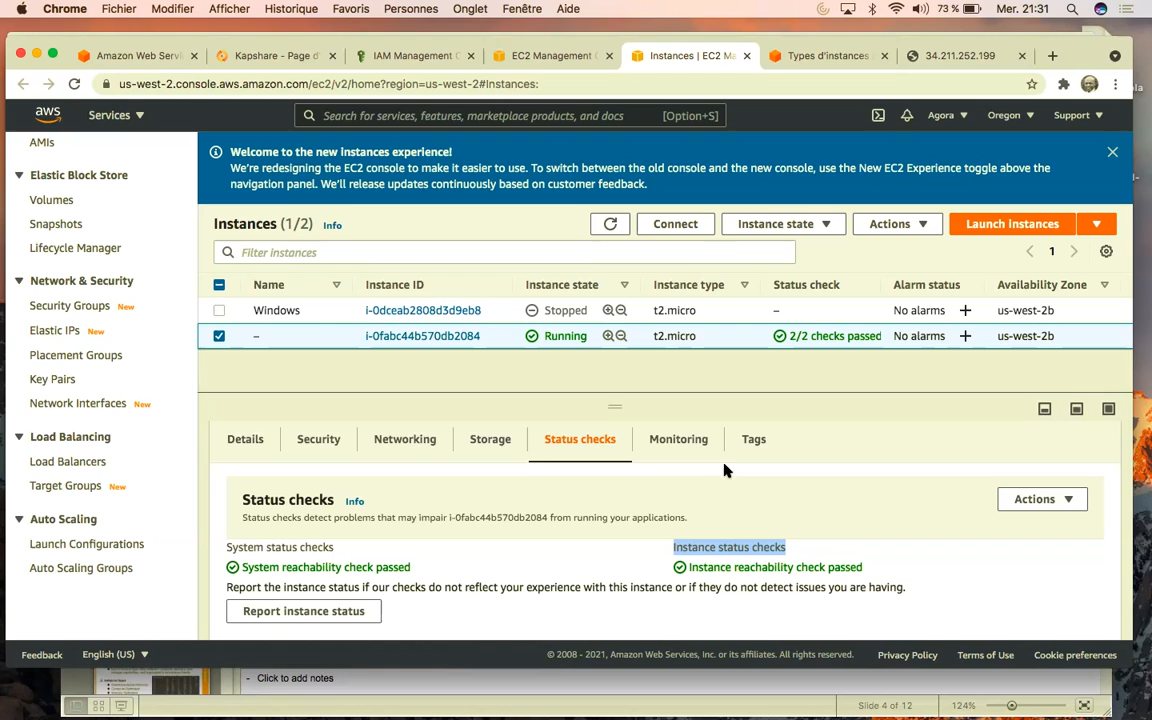 Chrome Fichier Modifier Afficher Historique Favoris Personnes Onglet Fenêtre Aide 73 % Mer. 21:31
Amazon Web Servi Kapshare - Page d' IAM Management C EC2 Management C Instances | EC2 Ma Types d'instances 34.211.252.199
us-west-2.console.aws.amazon.com/ec2/v2/home?region=us-west-2#Instances:
aws Services Search for services, features, marketplace products, and docs [Option+S] Agora Oregon Support
AMIs
Elastic Block Store
Volumes
Snapshots
Lifecycle Manager
Network & Security
Security Groups New
Elastic IPs New
Placement Groups
Key Pairs
Network Interfaces New
Load Balancing
Load Balancers
Target Groups New
Auto Scaling
Launch Configurations
Auto Scaling Groups
Welcome to the new instances experience!
We're redesigning the EC2 console to make it easier to use. To switch between the old console and the new console, use the New EC2 Experience toggle above the
navigation panel. We'll release updates continuously based on customer feedback.
Instances (1/2) Info Connect Instance state Actions Launch instances
Filter instances 1
Name Instance ID Instance state Instance type Status check Alarm status Availability Zone
Windows i-0dceab2808d3d9eb8 Stopped t2.micro – No alarms + us-west-2b
– i-0fabc44b570db2084 Running t2.micro 2/2 checks passed No alarms + us-west-2b
Details Security Networking Storage Status checks Monitoring Tags
Status checks Info Actions
Status checks detect problems that may impair i-0fabc44b570db2084 from running your applications.
System status checks Instance status checks
System reachability check passed Instance reachability check passed
Report the instance status if our checks do not reflect your experience with this instance or if they do not detect issues you are having.
Report instance status
Feedback English (US) © 2008 - 2021, Amazon Web Services, Inc. or its affiliates. All rights reserved. Privacy Policy Terms of Use Cookie preferences
- Click to add notes
Slide 4 of 12 124%